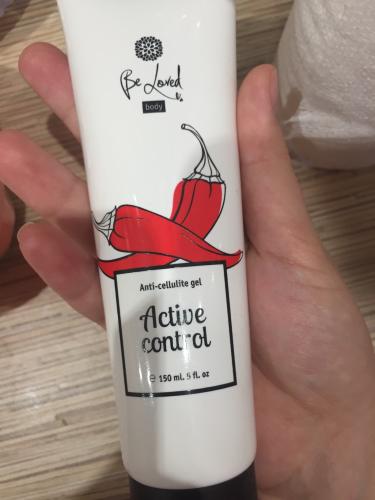 Be Loved
body
Anti-cellulite gel
Active
control
℮ 150 ml. 5 fl. oz